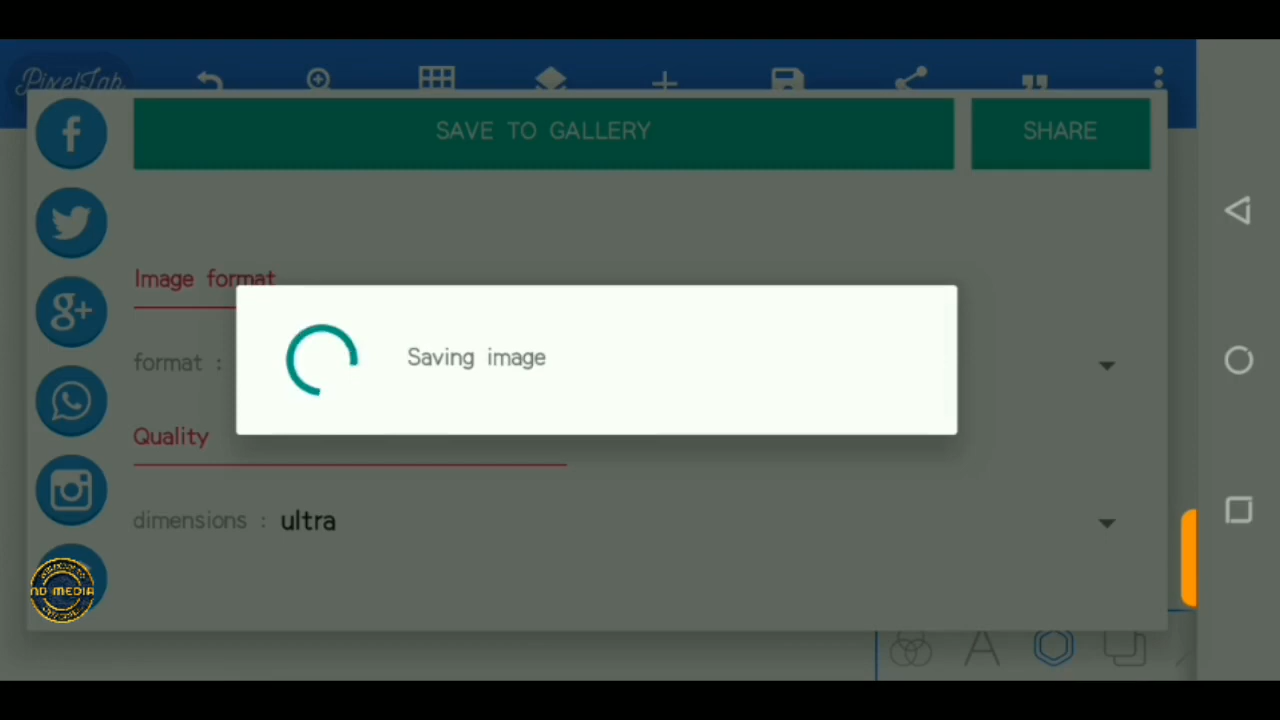 PixelLab
SAVE TO GALLERY
SHARE
Image format
format :
Saving image
Quality
dimensions : ultra
ND MEDIA